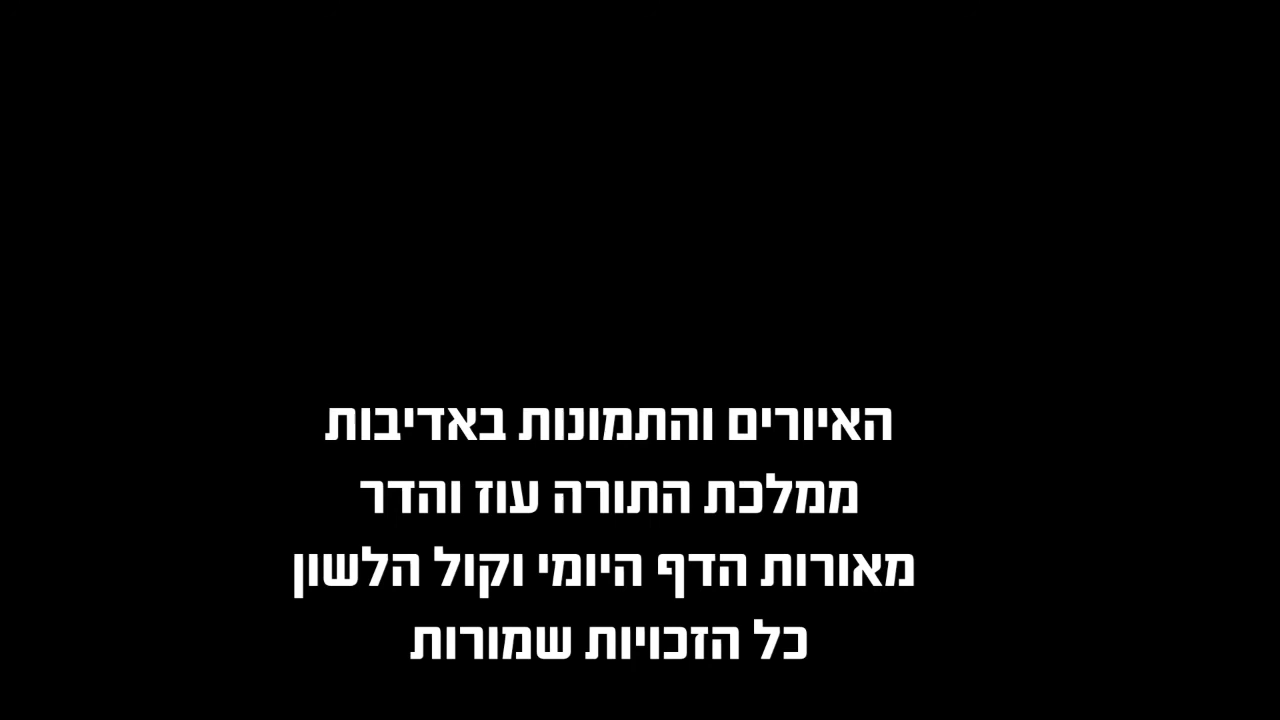 האיורים והתמונות באדיבות
ממלכת התורה עוז והדר
מאורות הדף היומי וקול הלשון
כל הזכויות שמורות